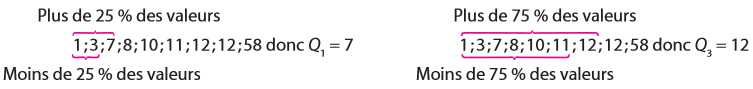 Plus de 25 % des valeurs
1;3;7;8;10;11;12;12;58 donc Q1 = 7
Moins de 25 % des valeurs
Plus de 75 % des valeurs
1;3;7;8;10;11;12;12;58 donc Q3 = 12
Moins de 75 % des valeurs